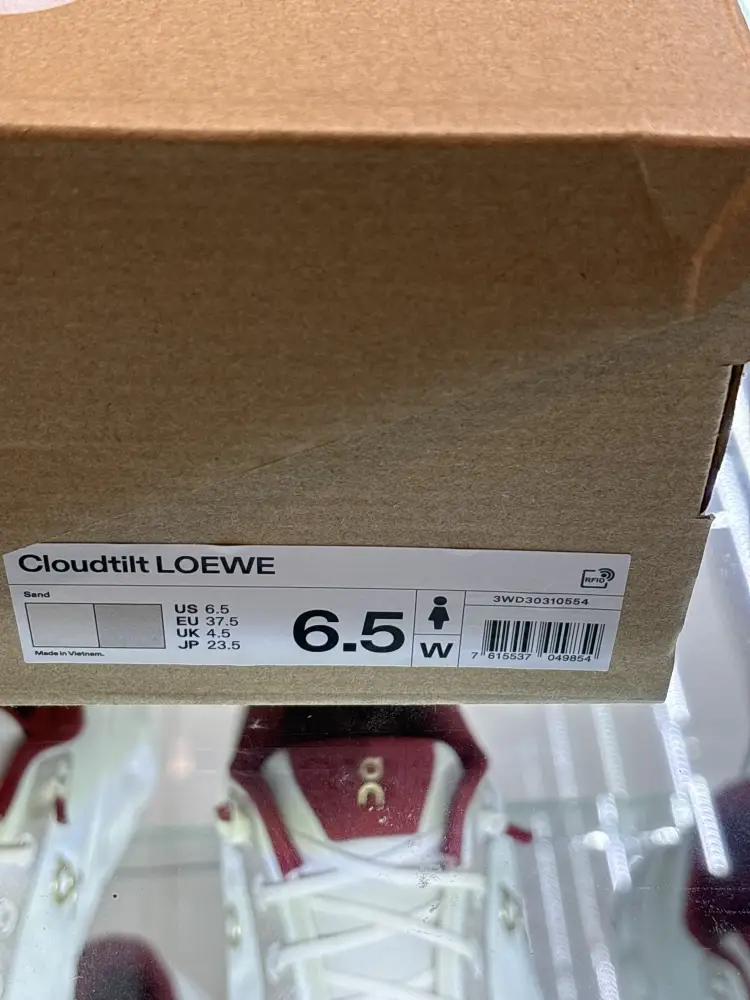 Cloudtilt LOEWE
RFID
Sand
US 6.5
EU 37.5
UK 4.5
JP 23.5
Made in Vietnam.
6.5
W
3WD30310554
7 615537 049854
on